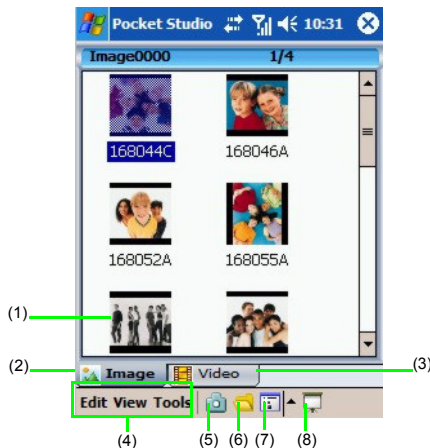 Pocket Studio 10:31
Image0000 1/4
168044C 168046A
168052A 168055A
(1)
(2) Image Video (3)
Edit View Tools
(4) (5) (6) (7) (8)